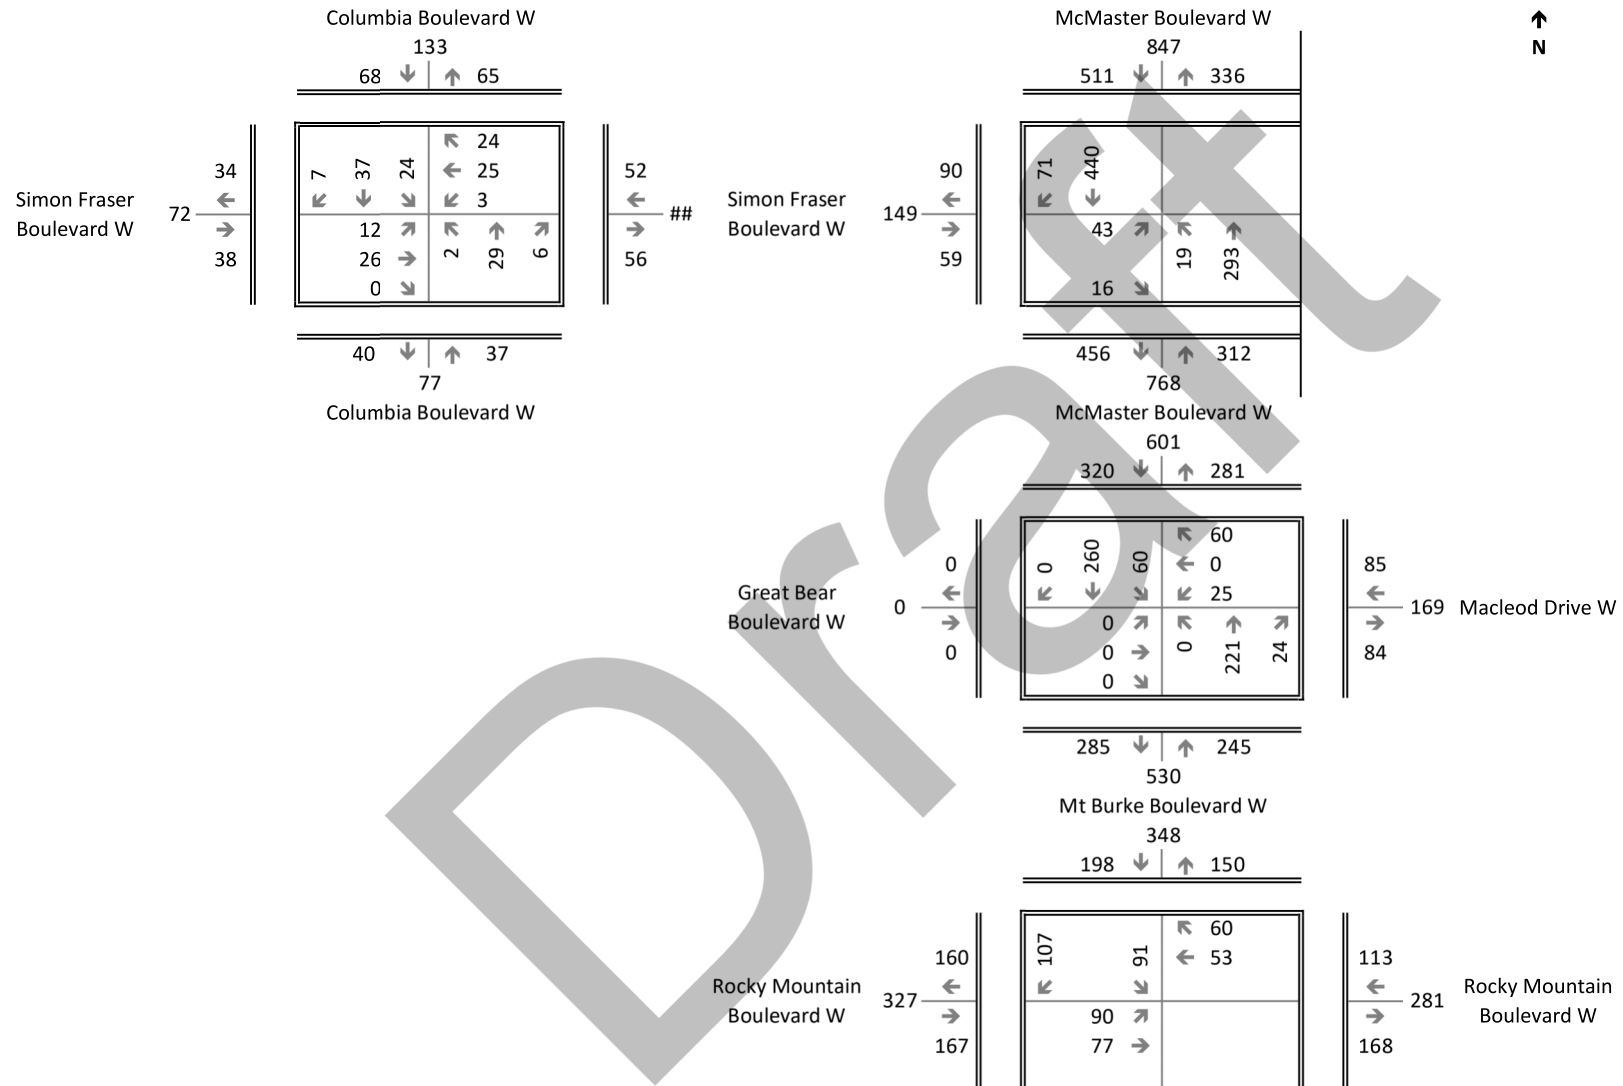 Columbia Boulevard W
133
68 65
24
7 37 24 25
3
34
Simon Fraser
Boulevard W
72
38
12
26
0
2 29 6
52
##
56
40 37
77
Columbia Boulevard W
McMaster Boulevard W
847
511 336
N
71 440
90
Simon Fraser
Boulevard W
149
59
43
16
19 293
456 312
768
McMaster Boulevard W
601
320 281
60
0 260 60 0
25
0
Great Bear
Boulevard W
0
0
0
0
0
0 221 24
85
169 Macleod Drive W
84
285 245
530
Mt Burke Boulevard W
348
198 150
60
107 91 53
160
Rocky Mountain
Boulevard W
327
167
90
77
113
281
Rocky Mountain
Boulevard W
168
Draft